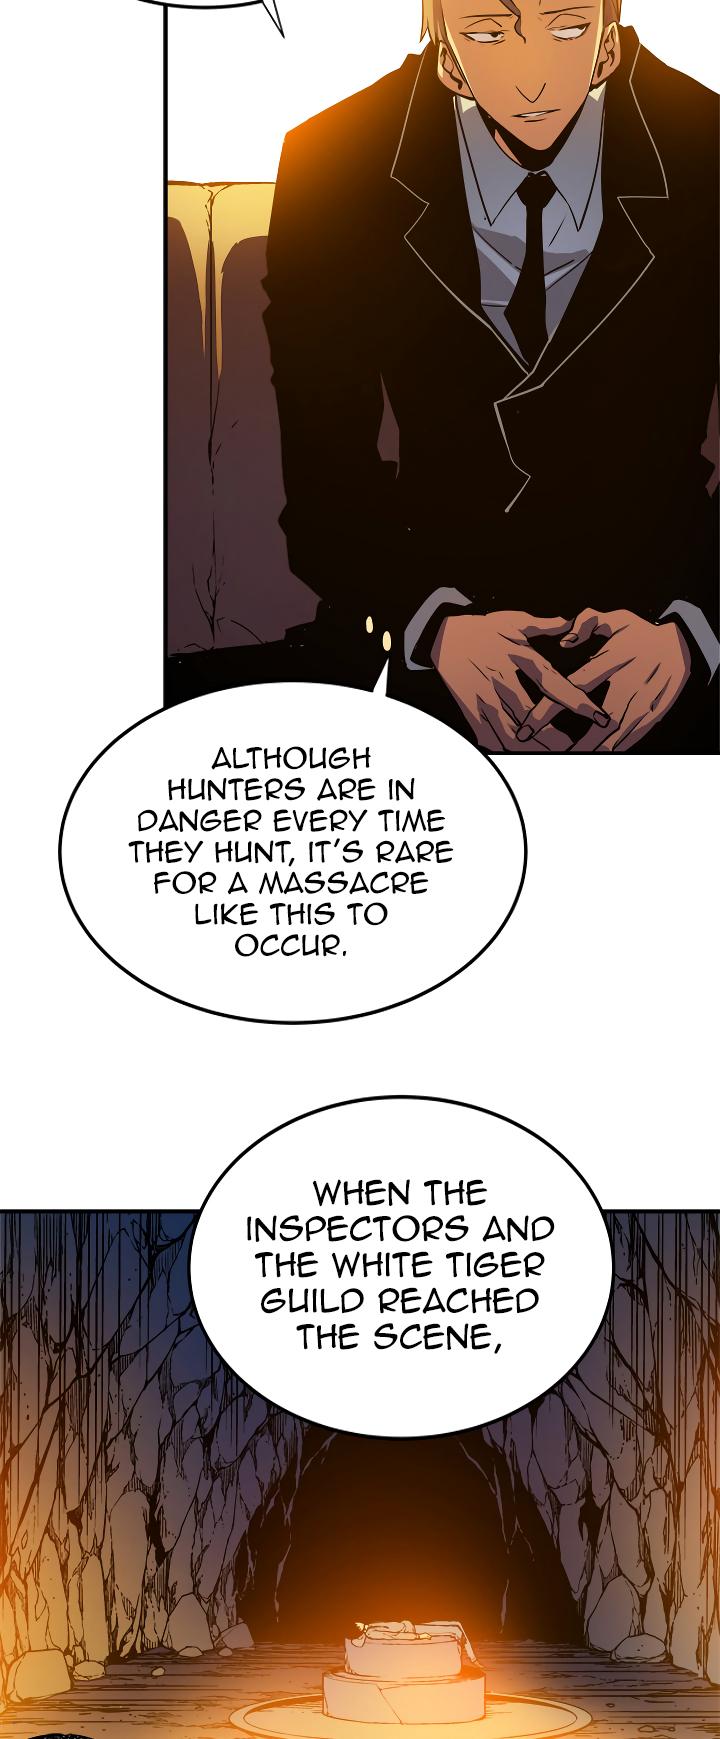 ALTHOUGH
HUNTERS ARE IN
DANGER EVERY TIME
THEY HUNT, IT'S RARE
FOR A MASSACRE
LIKE THIS TO
OCCUR.
WHEN THE
INSPECTORS AND
THE WHITE TIGER
GUILD REACHED
THE SCENE,